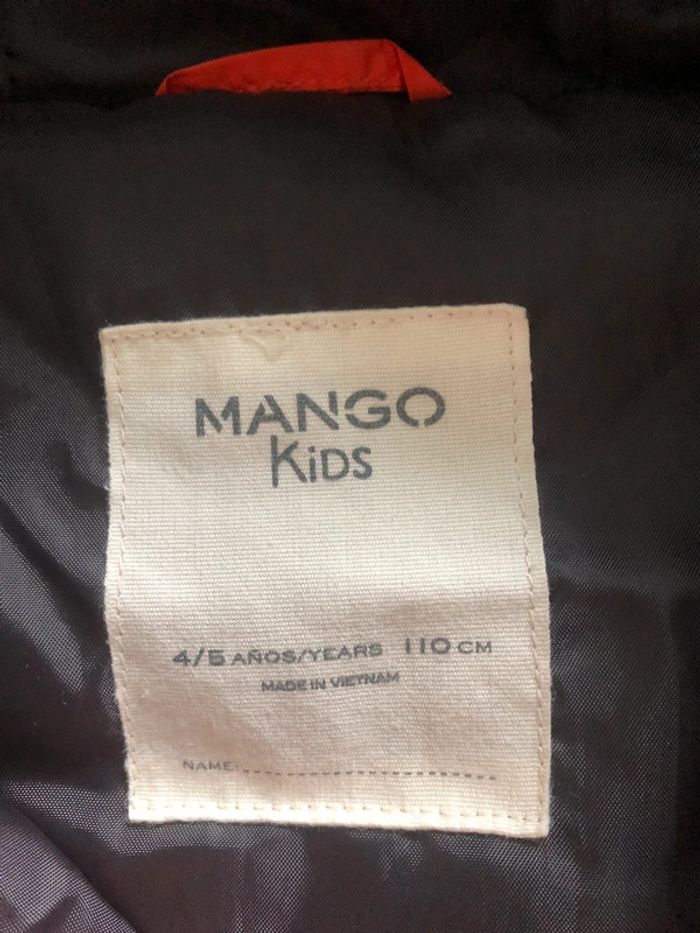 MANGO
KiDS
4/5 AÑOS/YEARS 110 CM
MADE IN VIETNAM
NAME: